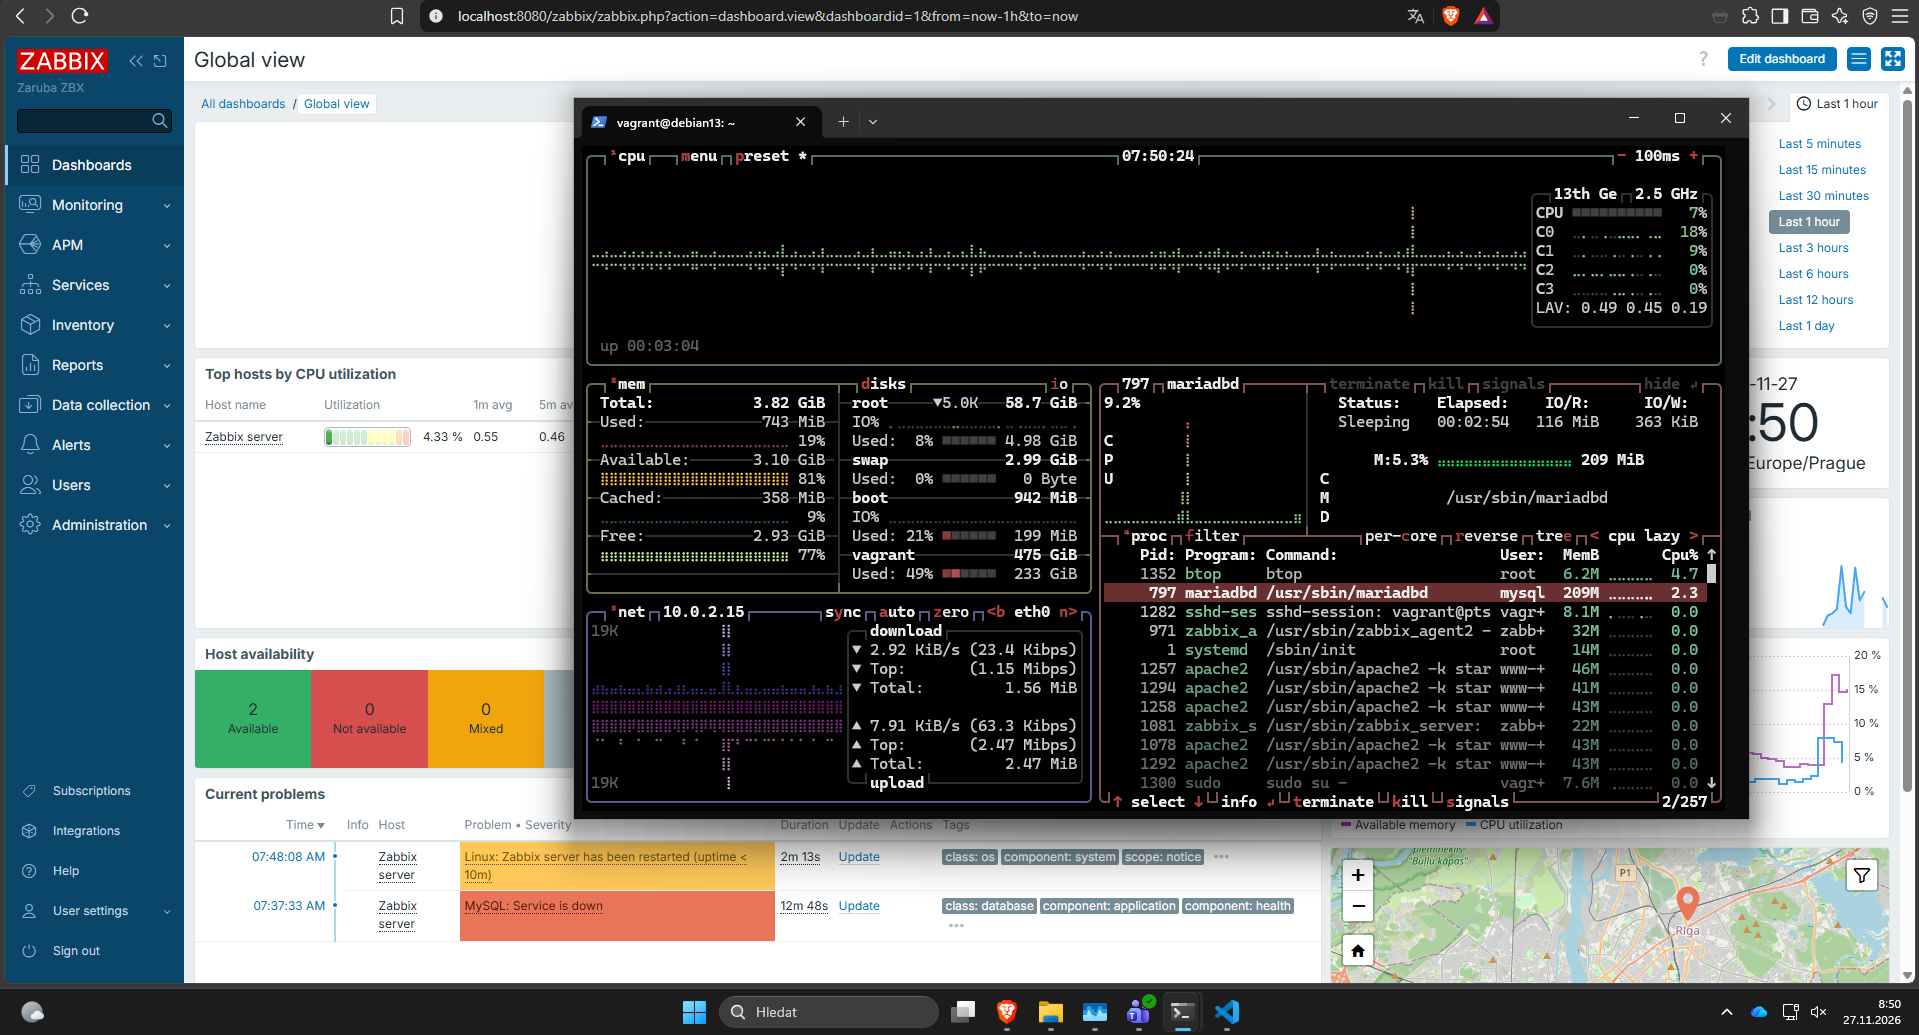 localhost:8080/zabbix/zabbix.php?action=dashboard.view&dashboardid=1&from=now-1h&to=now
ZABBIX
Zaruba ZBX
Dashboards
Monitoring
APM
Services
Inventory
Reports
Data collection
Alerts
Users
Administration
Subscriptions
Integrations
Help
User settings
Sign out
Global view
? Edit dashboard
All dashboards / Global view
Last 1 hour
Last 5 minutes
Last 15 minutes
Last 30 minutes
Last 1 hour
Last 3 hours
Last 6 hours
Last 12 hours
Last 1 day
Top hosts by CPU utilization
Host name Utilization 1m avg 5m av
Zabbix server 4.33 % 0.55 0.46
-11-27
:50
Europe/Prague
Host availability
2 Available
0 Not available
0 Mixed
20 %
15 %
10 %
5 %
0 %
Available memory CPU utilization
Current problems
Time Info Host Problem • Severity Duration Update Actions Tags
07:48:08 AM Zabbix server Linux: Zabbix server has been restarted (uptime < 10m) 2m 13s Update class: os component: system scope: notice •••
07:37:33 AM Zabbix server MySQL: Service is down 12m 48s Update class: database component: application component: health •••
+
−
P1
Rīga
vagrant@debian13: ~
¹cpu menu preset * 07:50:24 − 100ms +
13th Ge 2.5 GHz
CPU 7%
C0 18%
C1 9%
C2 0%
C3 0%
LAV: 0.49 0.45 0.19
up 00:03:04
²mem
Total: 3.82 GiB
Used: 743 MiB
19%
Available: 3.10 GiB
81%
Cached: 358 MiB
9%
Free: 2.93 GiB
77%
disks io
root ▼5.0K 58.7 GiB
IO%
Used: 8% 4.98 GiB
swap 2.99 GiB
Used: 0% 0 Byte
boot 942 MiB
IO%
Used: 21% 199 MiB
vagrant 475 GiB
Used: 49% 233 GiB
³net 10.0.2.15 sync auto zero <b eth0 n>
19K
download
▼ 2.92 KiB/s (23.4 Kibps)
▼ Top: (1.15 Mibps)
▼ Total: 1.56 MiB
▲ 7.91 KiB/s (63.3 Kibps)
▲ Top: (2.47 Mibps)
▲ Total: 2.47 MiB
upload
19K
797 mariadbd terminate kill signals hide ↲
9.2%
CPU
Status: Elapsed: IO/R: IO/W:
Sleeping 00:02:54 116 MiB 363 KiB
M:5.3% 209 MiB
CMD
/usr/sbin/mariadbd
⁴proc filter per-core reverse tree < cpu lazy >
Pid: Program: Command: User: MemB Cpu% ↑
1352 btop btop root 6.2M 4.7
797 mariadbd /usr/sbin/mariadbd mysql 209M 2.3
1282 sshd-ses sshd-session: vagrant@pts vagr+ 8.1M 0.0
971 zabbix_a /usr/sbin/zabbix_agent2 - zabb+ 32M 0.0
1 systemd /sbin/init root 14M 0.0
1257 apache2 /usr/sbin/apache2 -k star www-+ 46M 0.0
1294 apache2 /usr/sbin/apache2 -k star www-+ 41M 0.0
1258 apache2 /usr/sbin/apache2 -k star www-+ 43M 0.0
1081 zabbix_s /usr/sbin/zabbix_server: zabb+ 22M 0.0
1078 apache2 /usr/sbin/apache2 -k star www-+ 43M 0.0
1292 apache2 /usr/sbin/apache2 -k star www-+ 43M 0.0
1300 sudo sudo su - vagr+ 7.6M 0.0 ↓
↑ select ↓ info ↲ terminate kill signals 2/257
Hledat
8:50
27.11.2026